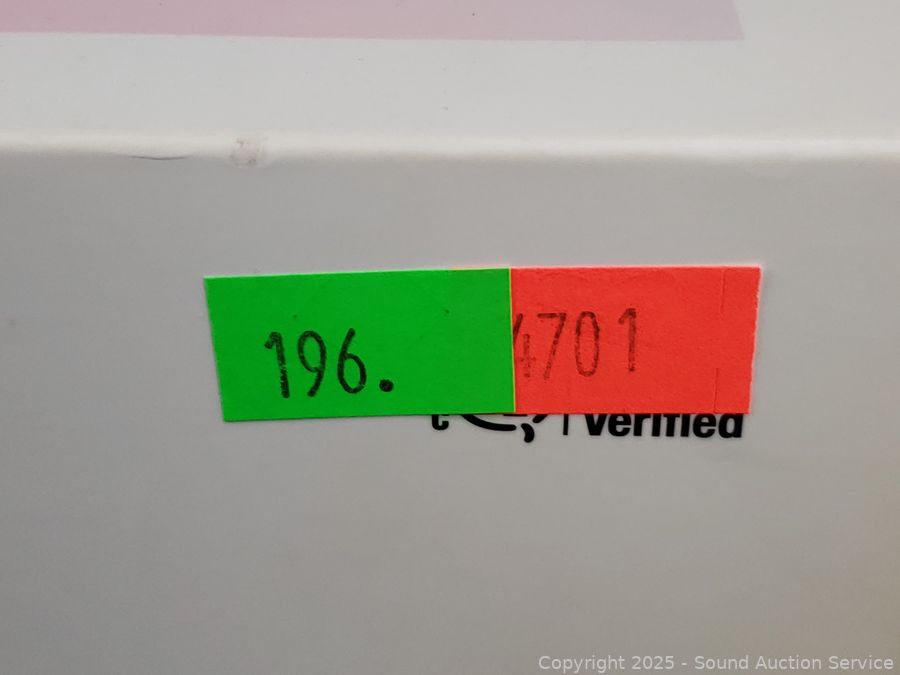 196.
4701
verified
Copyright 2025 - Sound Auction Service